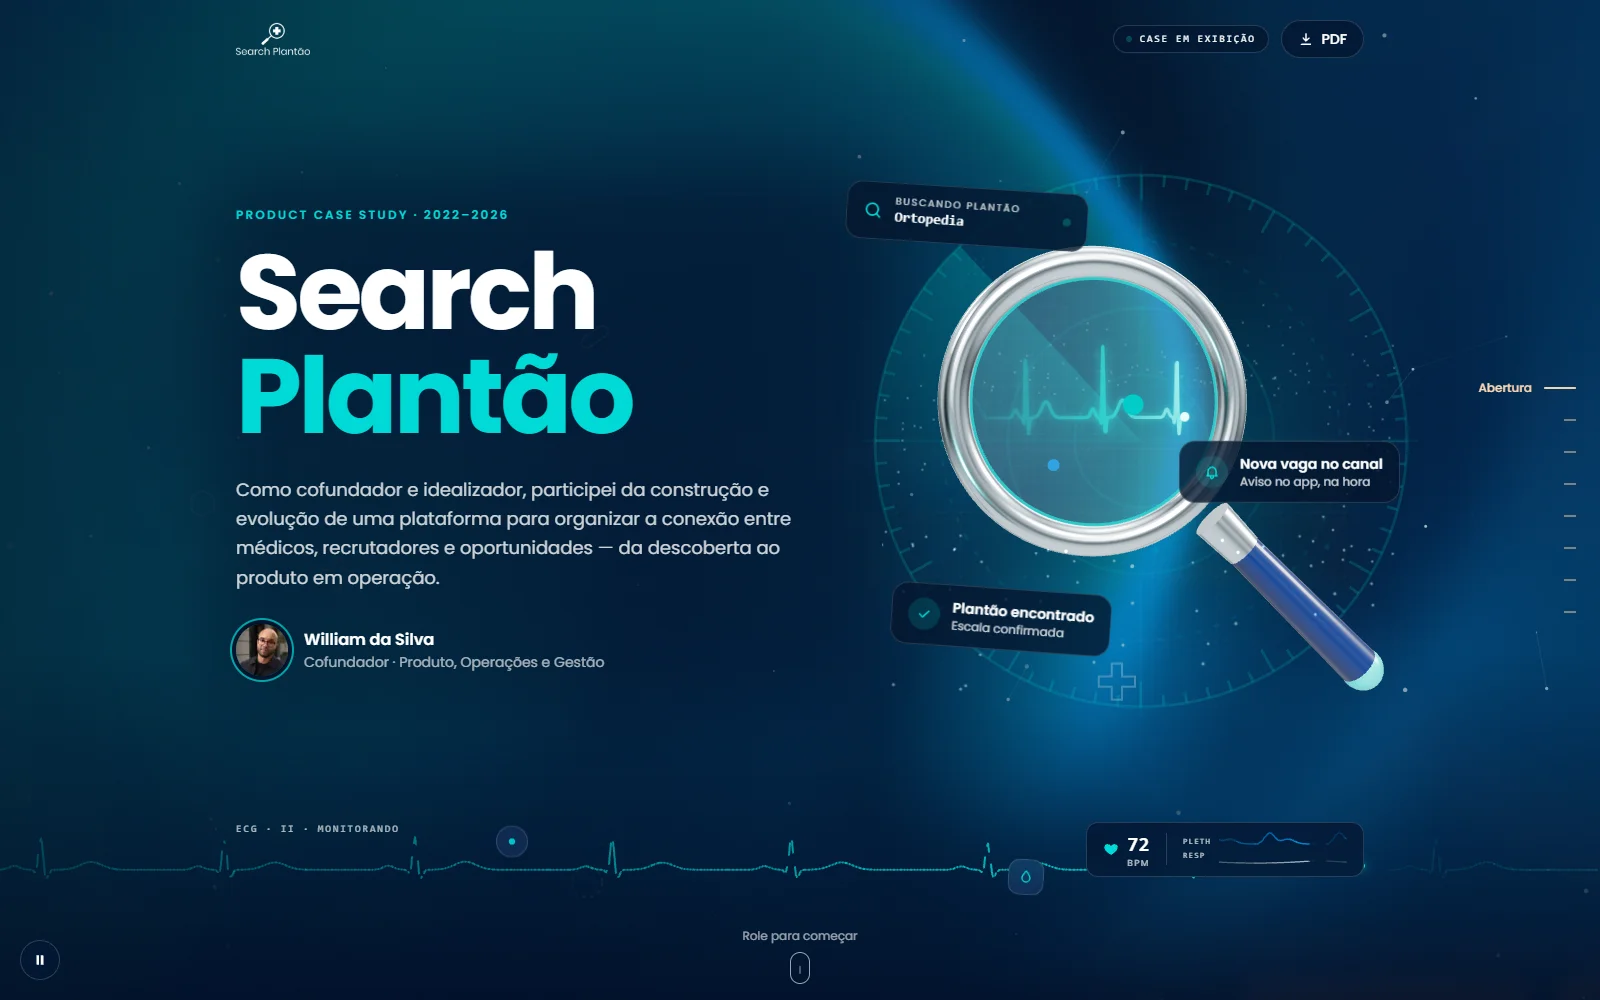 Search Plantão
CASE EM EXIBIÇÃO
PDF
PRODUCT CASE STUDY · 2022–2026
Search
Plantão
Como cofundador e idealizador, participei da construção e
evolução de uma plataforma para organizar a conexão entre
médicos, recrutadores e oportunidades — da descoberta ao
produto em operação.
William da Silva
Cofundador · Produto, Operações e Gestão
BUSCANDO PLANTÃO
Ortopedia
Nova vaga no canal
Aviso no app, na hora
Plantão encontrado
Escala confirmada
Abertura
ECG · II · MONITORANDO
72
BPM
PLETH
RESP
Role para começar